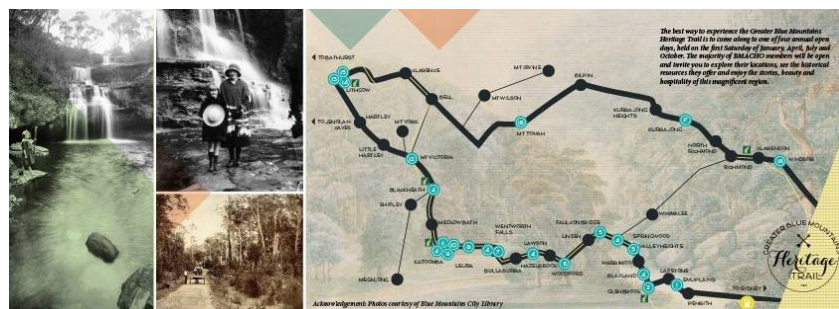 The best way to experience the Greater Blue Mountains
Heritage Trail is to come along to one of four annual open
days, held on the first Saturday of January, April, July and
October. The majority of BMACHO members will be open
and invite you to explore their locations, see the historical
resources they offer and enjoy the stories, beauty and
hospitality of this magnificent region.
TO BATHURST
LITHGOW
CLARENCE
BELL
MT IRVINE
MT WILSON
BILPIN
TO JENOLAN
CAVES
HARTLEY
LITTLE
HARTLEY
MT YORK
MT VICTORIA
MT TOMAH
KURRAJONG
HEIGHTS
KURRAJONG
NORTH
RICHMOND
RICHMOND
CLARENDON
WINDSOR
BLACKHEATH
SHIPLEY
MEDLOW BATH
MEGALONG
KATOOMBA
LEURA
WENTWORTH
FALLS
BULLABURRA
LAWSON
HAZELBROOK
WOODFORD
LINDEN
FAULCONBRIDGE
SPRINGWOOD
WINMALEE
VALLEY HEIGHTS
WARRIMOO
BLAXLAND
GLENBROOK
LAPSTONE
EMU PLAINS
PENRITH
TO SYDNEY
GREATER BLUE MOUNTAINS
Heritage
TRAIL
Acknowledgement: Photos courtesy of Blue Mountains City Library